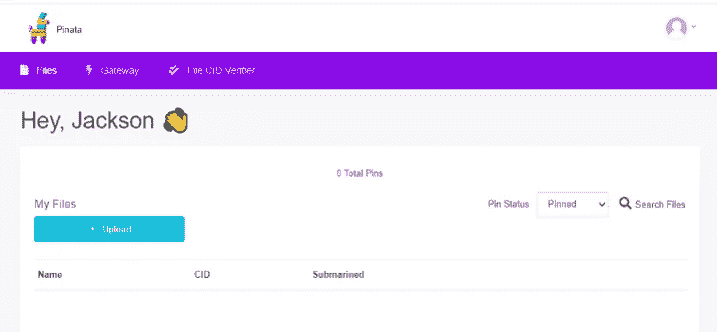 Pinata
Files Gateway File CID Verifier
Hey, Jackson
0 Total Pins
My Files
Pin Status Pinned Search Files
+ Upload
Name CID Submarined